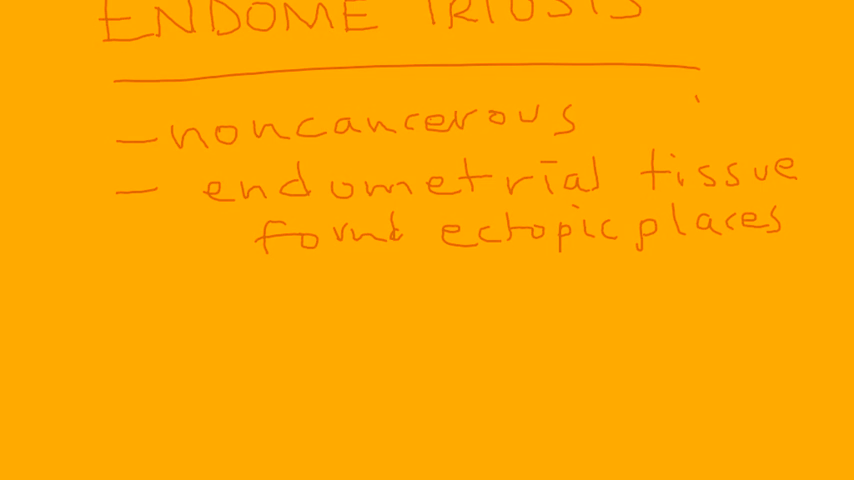 ENDOMETRIOSIS
- noncancerous
- endometrial tissue
found ectopic places